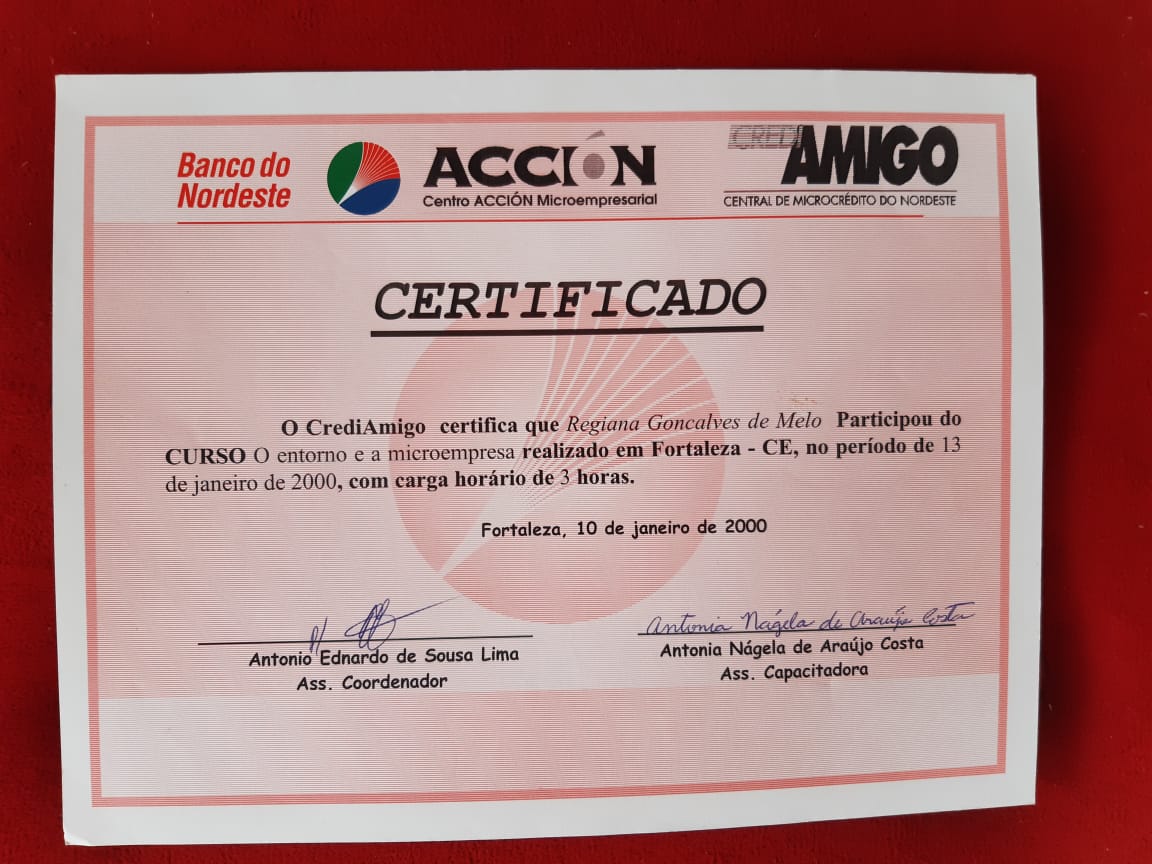 Banco do
Nordeste
ACCIÓN
Centro ACCIÓN Microempresarial
CREDIAMIGO
CENTRAL DE MICROCRÉDITO DO NORDESTE
CERTIFICADO
O CrediAmigo certifica que Regiana Goncalves de Melo Participou do
CURSO O entorno e a microempresa realizado em Fortaleza - CE, no período de 13
de janeiro de 2000, com carga horário de 3 horas.
Fortaleza, 10 de janeiro de 2000
Antonia Nágela de Araújo Costa
Antonio Ednardo de Sousa Lima
Ass. Coordenador
Antonia Nágela de Araújo Costa
Ass. Capacitadora